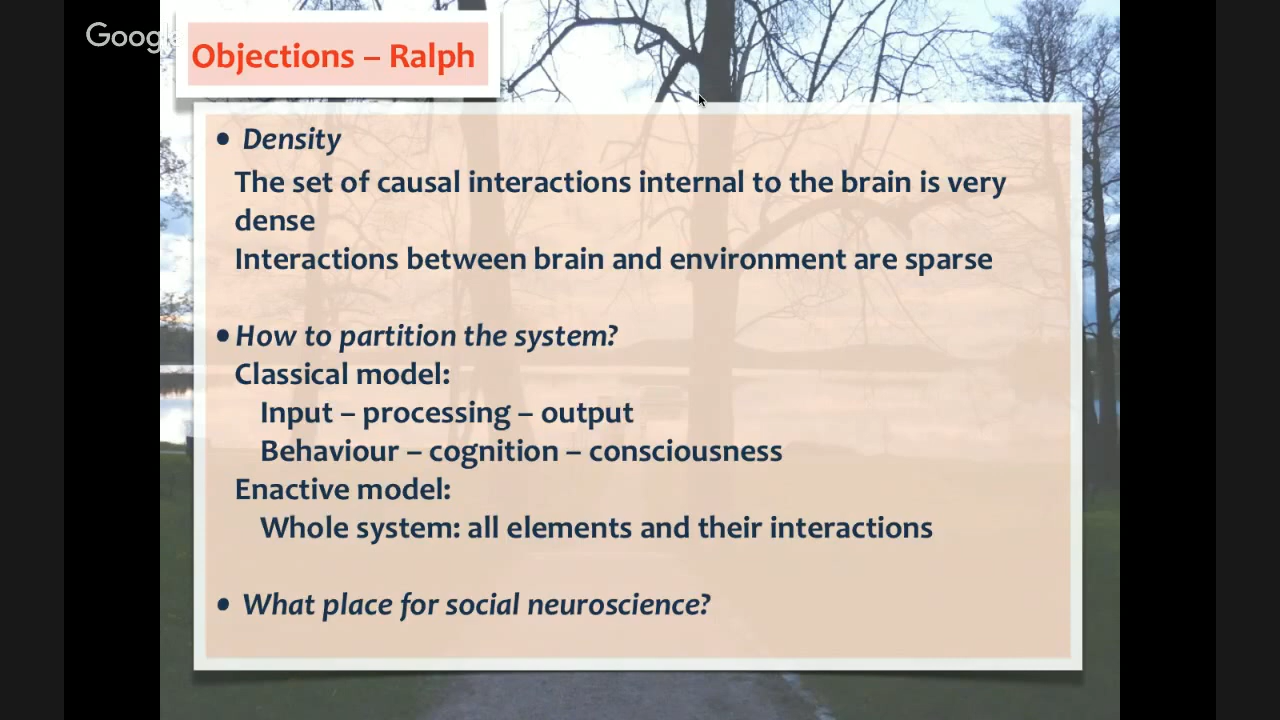 Google
Objections – Ralph
• Density
The set of causal interactions internal to the brain is very
dense
Interactions between brain and environment are sparse
• How to partition the system?
Classical model:
Input – processing – output
Behaviour – cognition – consciousness
Enactive model:
Whole system: all elements and their interactions
• What place for social neuroscience?